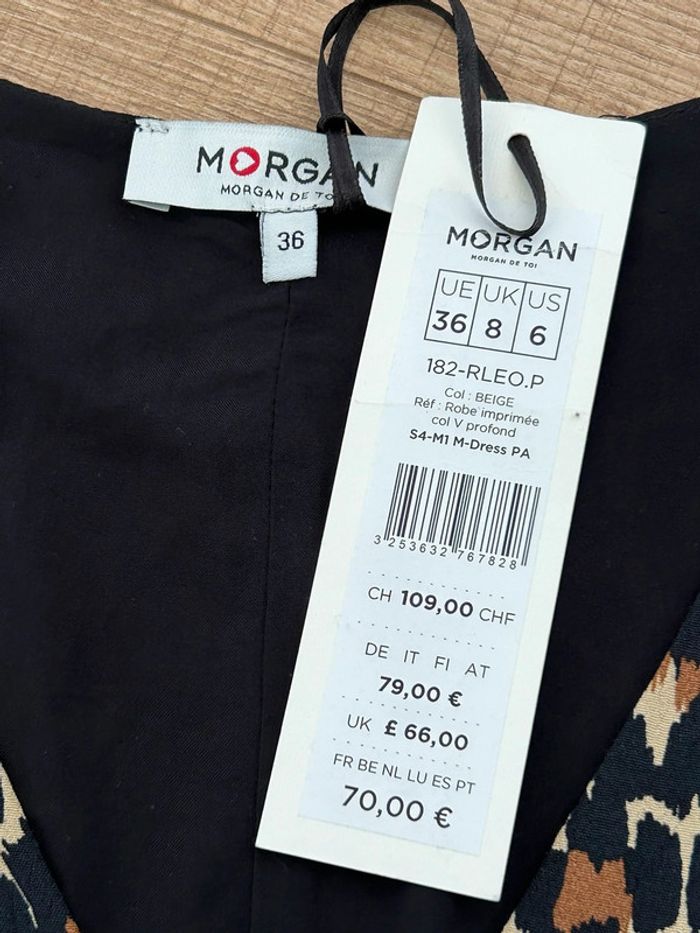 MORGAN
MORGAN DE TOI
36
MORGAN
MORGAN DE TOI
UE UK US
36 8 6
182-RLEO.P
Col : BEIGE
Réf : Robe imprimée
col V profond
S4-M1 M-Dress PA
3 253632 767828
CH 109,00 CHF
DE IT FI AT
79,00 €
UK £ 66,00
FR BE NL LU ES PT
70,00 €